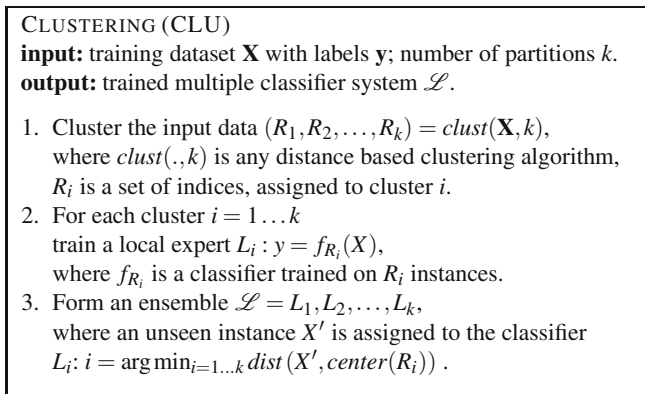 CLUSTERING (CLU)
input: training dataset X with labels y; number of partitions k.
output: trained multiple classifier system ℒ.
1. Cluster the input data (R₁,R₂,...,Rₖ) = clust(X,k),
where clust(.,k) is any distance based clustering algorithm,
Rᵢ is a set of indices, assigned to cluster i.
2. For each cluster i = 1...k
train a local expert Lᵢ : y = f_{Rᵢ}(X),
where f_{Rᵢ} is a classifier trained on Rᵢ instances.
3. Form an ensemble ℒ = L₁,L₂,...,Lₖ,
where an unseen instance X′ is assigned to the classifier
Lᵢ: i = arg min_{i=1...k} dist (X′,center(Rᵢ)) .